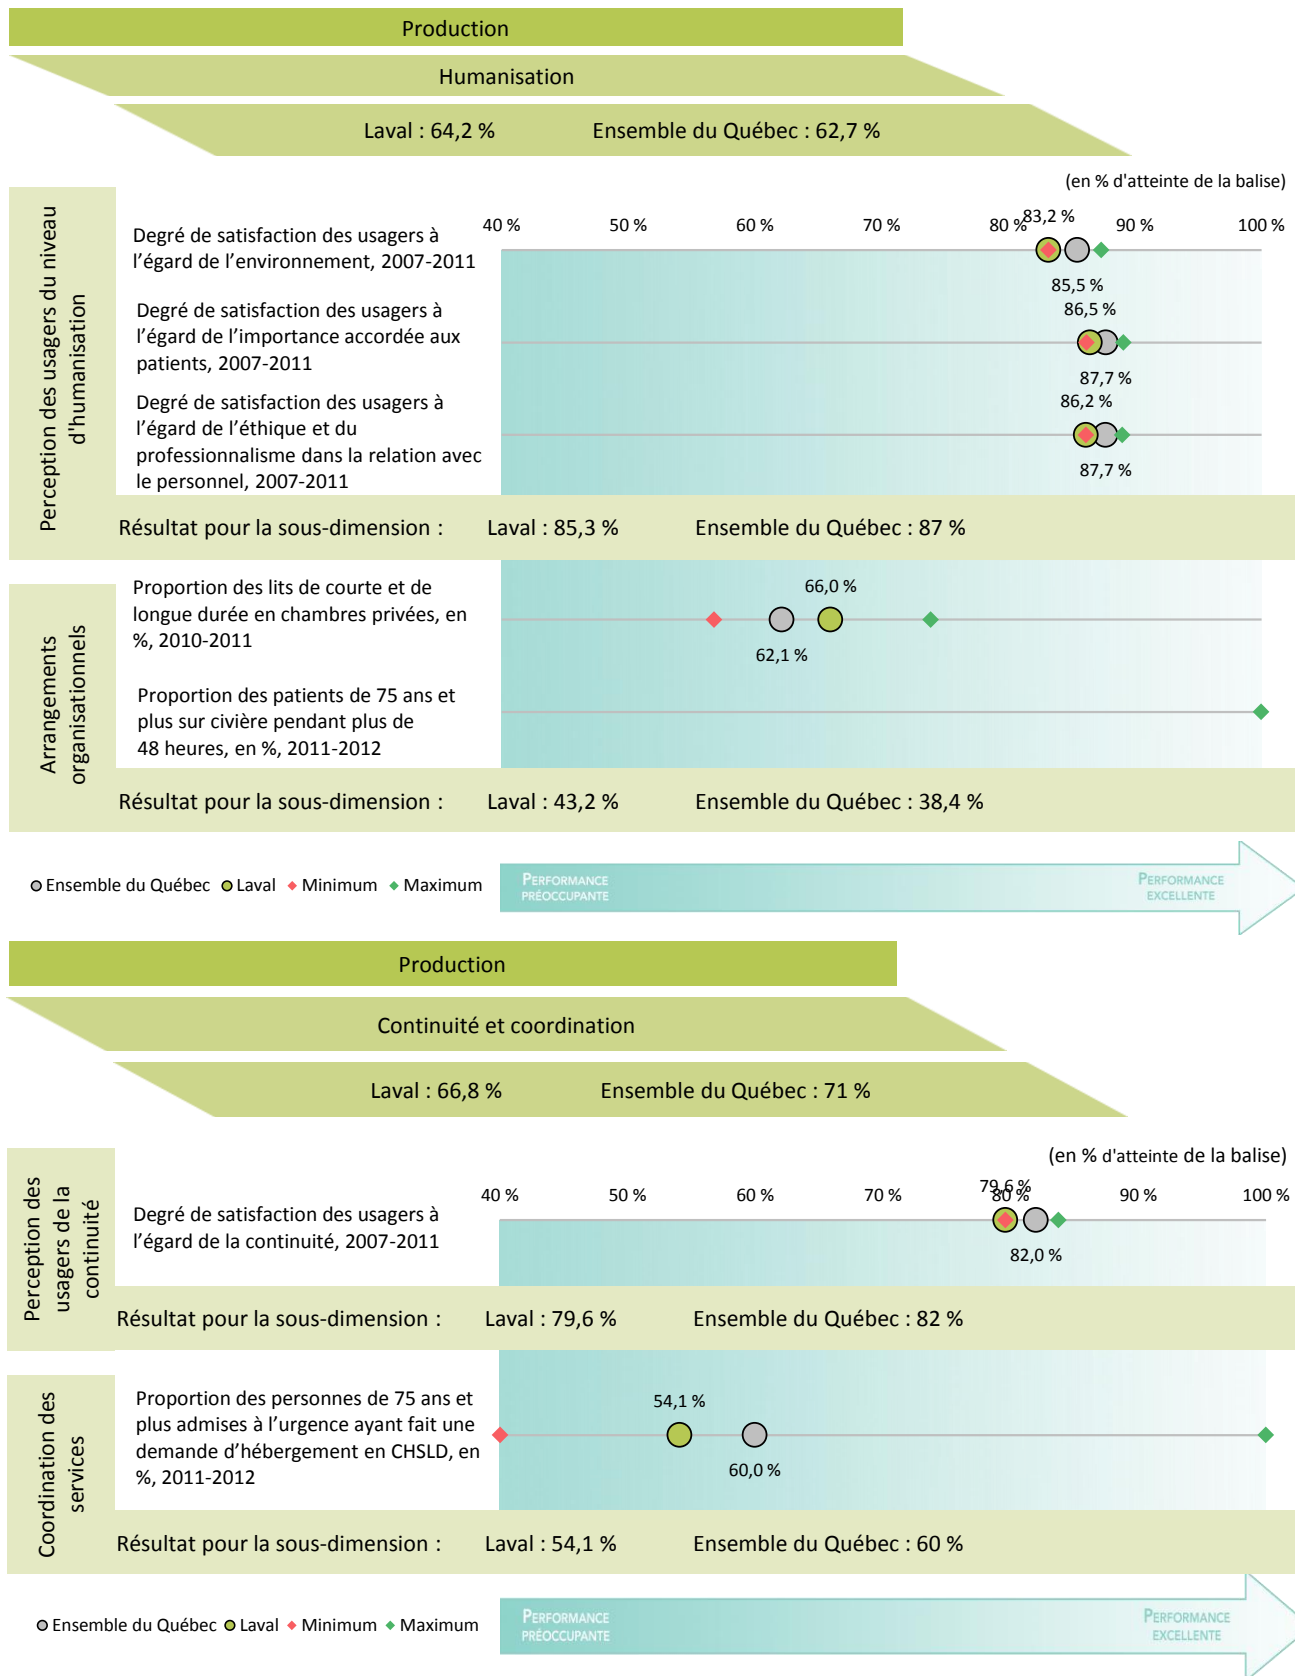 Production
Humanisation
Laval : 64,2 % Ensemble du Québec : 62,7 %
(en % d'atteinte de la balise)
Perception des usagers du niveau
d'humanisation
40 % 50 % 60 % 70 % 80 % 90 % 100 %
83,2 %
Degré de satisfaction des usagers à
l'égard de l'environnement, 2007-2011
85,5 %
86,5 %
Degré de satisfaction des usagers à
l'égard de l'importance accordée aux
patients, 2007-2011
87,7 %
86,2 %
Degré de satisfaction des usagers à
l'égard de l'éthique et du
professionnalisme dans la relation avec
le personnel, 2007-2011
87,7 %
Résultat pour la sous-dimension : Laval : 85,3 % Ensemble du Québec : 87 %
Arrangements
organisationnels
Proportion des lits de courte et de
longue durée en chambres privées, en
%, 2010-2011
66,0 %
62,1 %
Proportion des patients de 75 ans et
plus sur civière pendant plus de
48 heures, en %, 2011-2012
Résultat pour la sous-dimension : Laval : 43,2 % Ensemble du Québec : 38,4 %
Ensemble du Québec Laval Minimum Maximum
PERFORMANCE
PRÉOCCUPANTE
PERFORMANCE
EXCELLENTE
Production
Continuité et coordination
Laval : 66,8 % Ensemble du Québec : 71 %
(en % d'atteinte de la balise)
Perception des
usagers de la
continuité
40 % 50 % 60 % 70 % 80 % 90 % 100 %
79,6 %
Degré de satisfaction des usagers à
l'égard de la continuité, 2007-2011
82,0 %
Résultat pour la sous-dimension : Laval : 79,6 % Ensemble du Québec : 82 %
Coordination des
services
Proportion des personnes de 75 ans et
plus admises à l'urgence ayant fait une
demande d'hébergement en CHSLD, en
%, 2011-2012
54,1 %
60,0 %
Résultat pour la sous-dimension : Laval : 54,1 % Ensemble du Québec : 60 %
Ensemble du Québec Laval Minimum Maximum
PERFORMANCE
PRÉOCCUPANTE
PERFORMANCE
EXCELLENTE